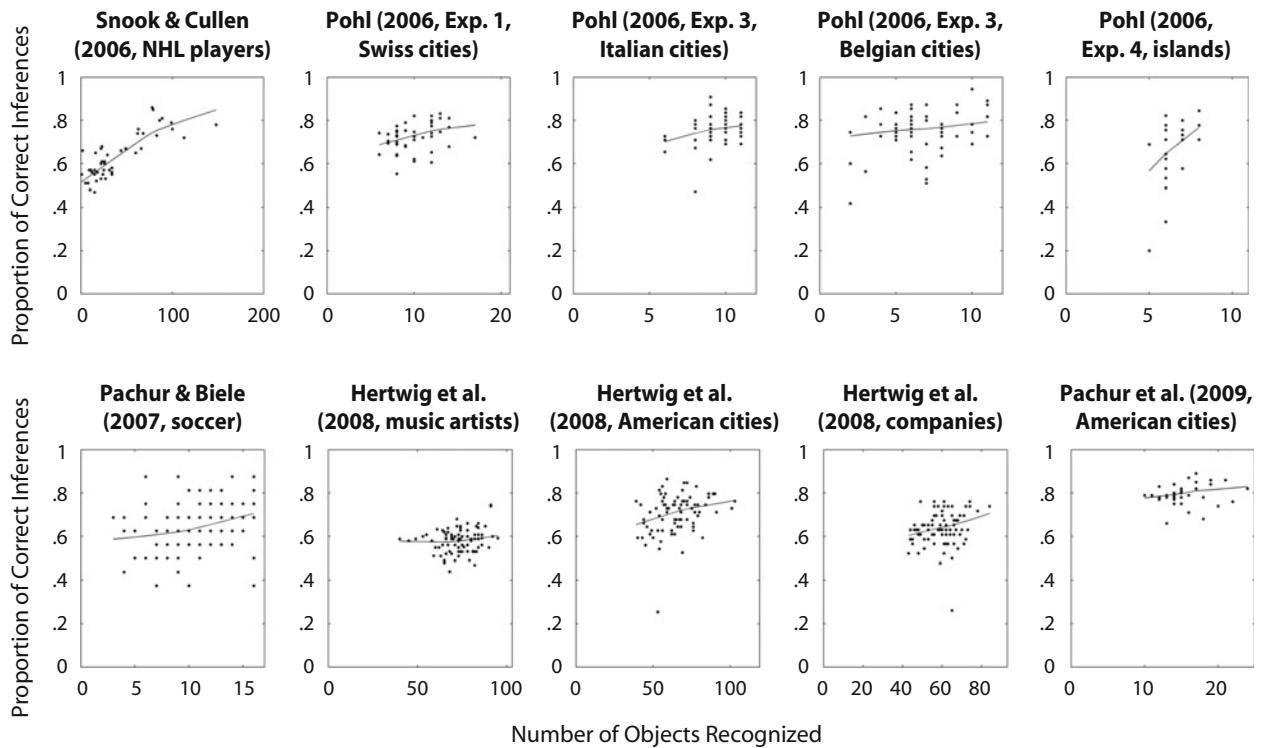 Snook & Cullen
(2006, NHL players)
Pohl (2006, Exp. 1,
Swiss cities)
Pohl (2006, Exp. 3,
Italian cities)
Pohl (2006, Exp. 3,
Belgian cities)
Pohl (2006,
Exp. 4, islands)
Proportion of Correct Inferences
1 1 1 1 1
.8 .8 .8 .8 .8
.6 .6 .6 .6 .6
.4 .4 .4 .4 .4
.2 .2 .2 .2 .2
0 0 0 0 0
0 100 200 0 10 20 0 5 10 0 5 10 0 5 10
Pachur & Biele
(2007, soccer)
Hertwig et al.
(2008, music artists)
Hertwig et al.
(2008, American cities)
Hertwig et al.
(2008, companies)
Pachur et al. (2009,
American cities)
Proportion of Correct Inferences
1 1 1 1 1
.8 .8 .8 .8 .8
.6 .6 .6 .6 .6
.4 .4 .4 .4 .4
.2 .2 .2 .2 .2
0 0 0 0 0
0 5 10 15 0 50 100 0 50 100 0 20 40 60 80 0 10 20
Number of Objects Recognized